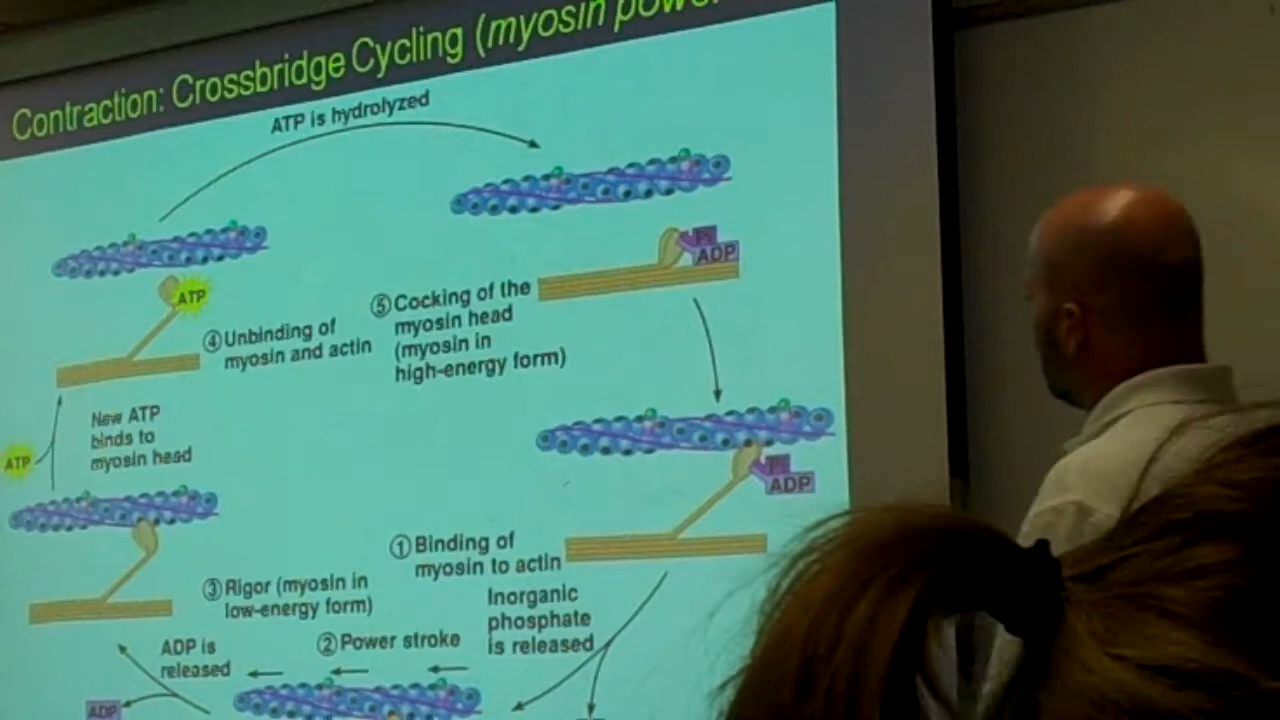 Contraction: Crossbridge Cycling (myosin power
ATP is hydrolyzed
Pi
ADP
ATP
④ Unbinding of
myosin and actin
⑤ Cocking of the
myosin head
(myosin in
high-energy form)
New ATP
binds to
myosin head
ATP
Pi
ADP
① Binding of
myosin to actin
③ Rigor (myosin in
low-energy form)
Inorganic
phosphate
is released
② Power stroke
ADP is
released
ADP